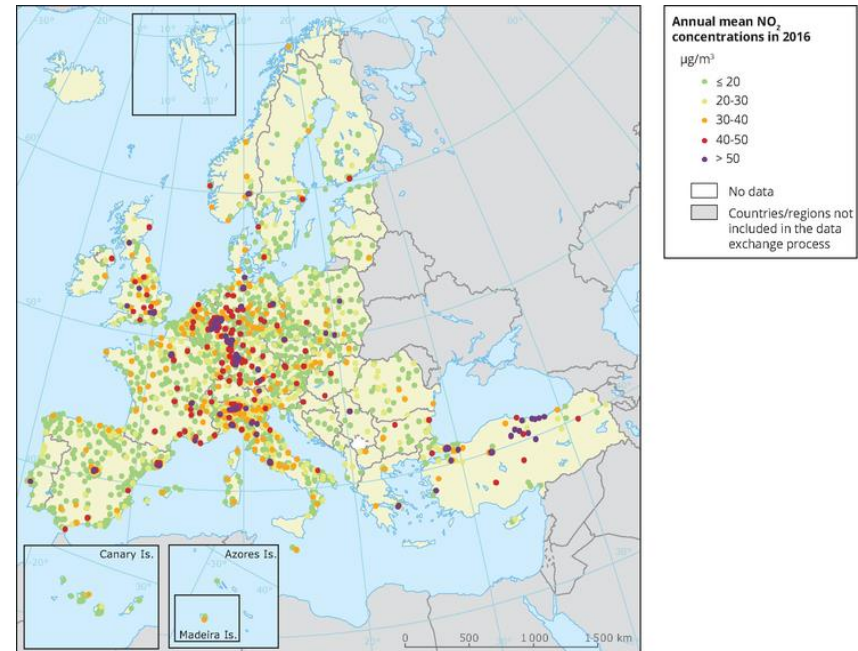 Annual mean NO₂
concentrations in 2016
µg/m³
≤ 20
20-30
30-40
40-50
> 50
No data
Countries/regions not
included in the data
exchange process
Canary Is.
Azores Is.
Madeira Is.
0 500 1 000 1 500 km